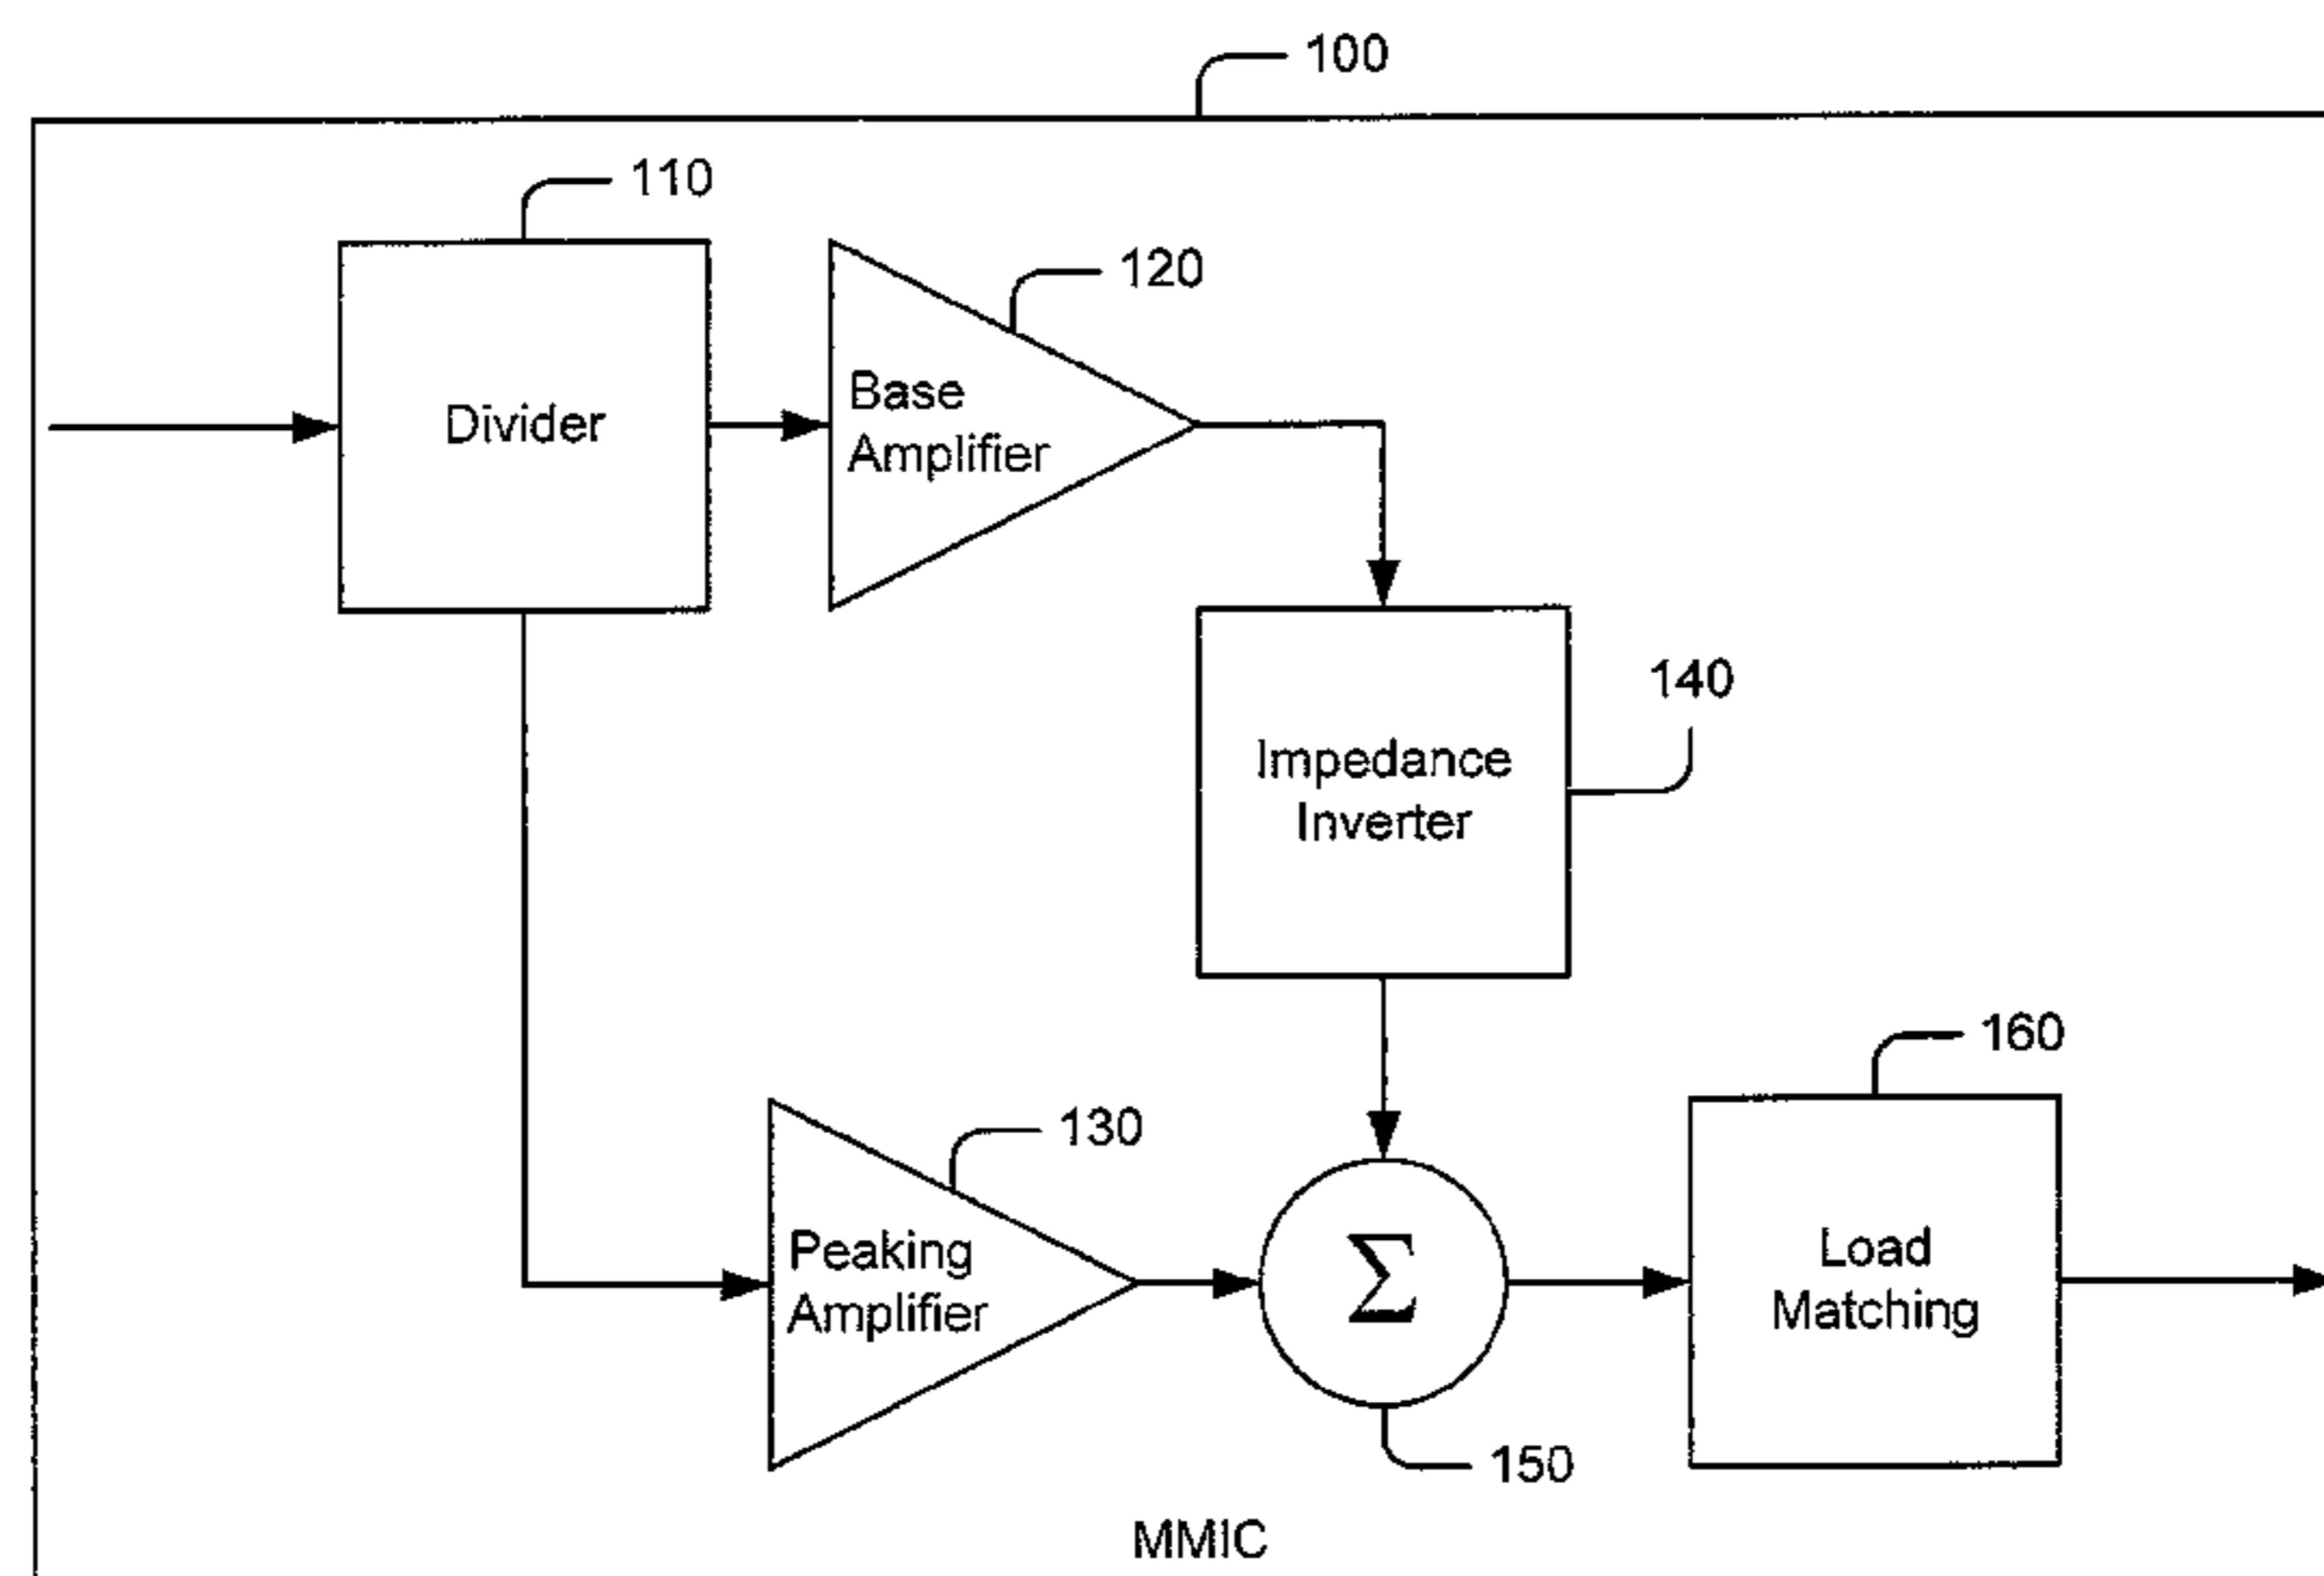 100
110
120
Divider
Base
Amplifier
140
Impedance
Inverter
160
130
Peaking
Amplifier
Σ
Load
Matching
150
MMIC